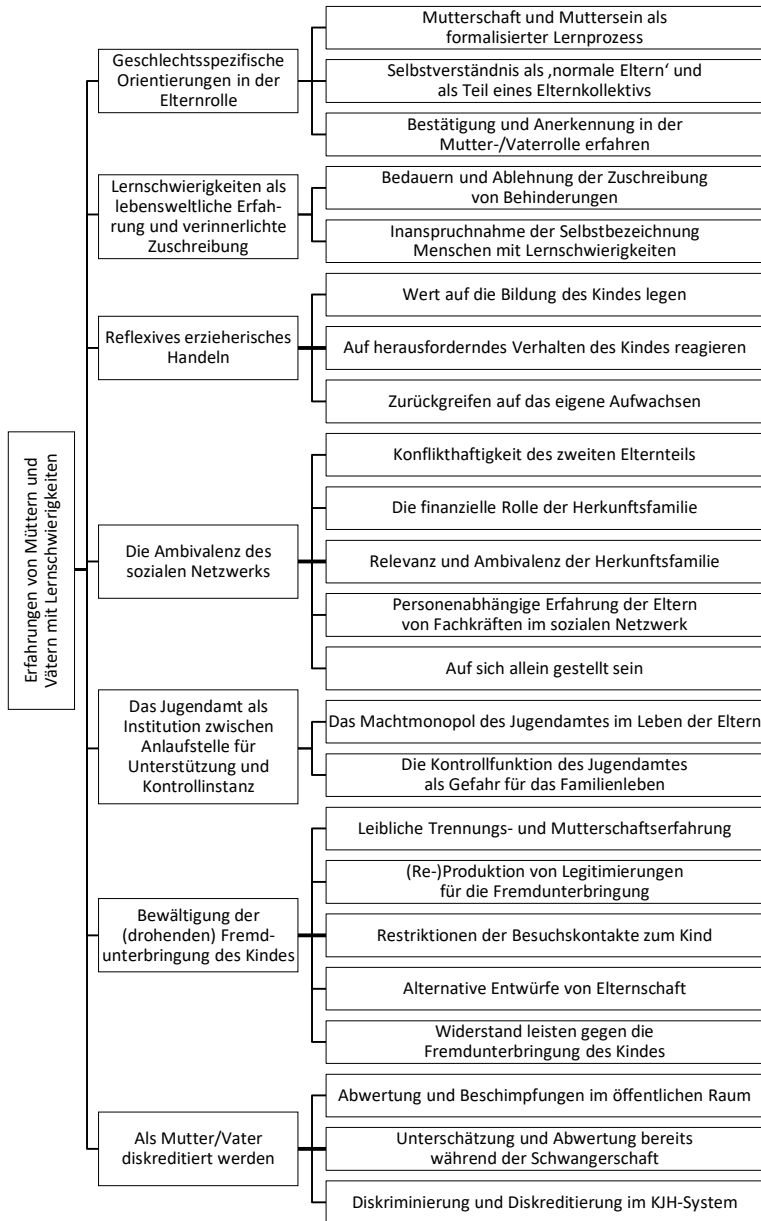 Erfahrungen von Müttern und
Vätern mit Lernschwierigkeiten
Geschlechtsspezifische
Orientierungen in der
Elternrolle
Mutterschaft und Muttersein als
formalisierter Lernprozess
Selbstverständnis als ‚normale Eltern‘ und
als Teil eines Elternkollektivs
Bestätigung und Anerkennung in der
Mutter-/Vaterrolle erfahren
Lernschwierigkeiten als
lebensweltliche Erfah-
rung und verinnerlichte
Zuschreibung
Bedauern und Ablehnung der Zuschreibung
von Behinderungen
Inanspruchnahme der Selbstbezeichnung
Menschen mit Lernschwierigkeiten
Reflexives erzieherisches
Handeln
Wert auf die Bildung des Kindes legen
Auf herausforderndes Verhalten des Kindes reagieren
Zurückgreifen auf das eigene Aufwachsen
Die Ambivalenz des
sozialen Netzwerks
Konflikthaftigkeit des zweiten Elternteils
Die finanzielle Rolle der Herkunftsfamilie
Relevanz und Ambivalenz der Herkunftsfamilie
Personenabhängige Erfahrung der Eltern
von Fachkräften im sozialen Netzwerk
Auf sich allein gestellt sein
Das Jugendamt als
Institution zwischen
Anlaufstelle für
Unterstützung und
Kontrollinstanz
Das Machtmonopol des Jugendamtes im Leben der Eltern
Die Kontrollfunktion des Jugendamtes
als Gefahr für das Familienleben
Bewältigung der
(drohenden) Fremd-
unterbringung des Kindes
Leibliche Trennungs- und Mutterschaftserfahrung
(Re-)Produktion von Legitimierungen
für die Fremdunterbringung
Restriktionen der Besuchskontakte zum Kind
Alternative Entwürfe von Elternschaft
Widerstand leisten gegen die
Fremdunterbringung des Kindes
Als Mutter/Vater
diskreditiert werden
Abwertung und Beschimpfungen im öffentlichen Raum
Unterschätzung und Abwertung bereits
während der Schwangerschaft
Diskriminierung und Diskreditierung im KJH-System